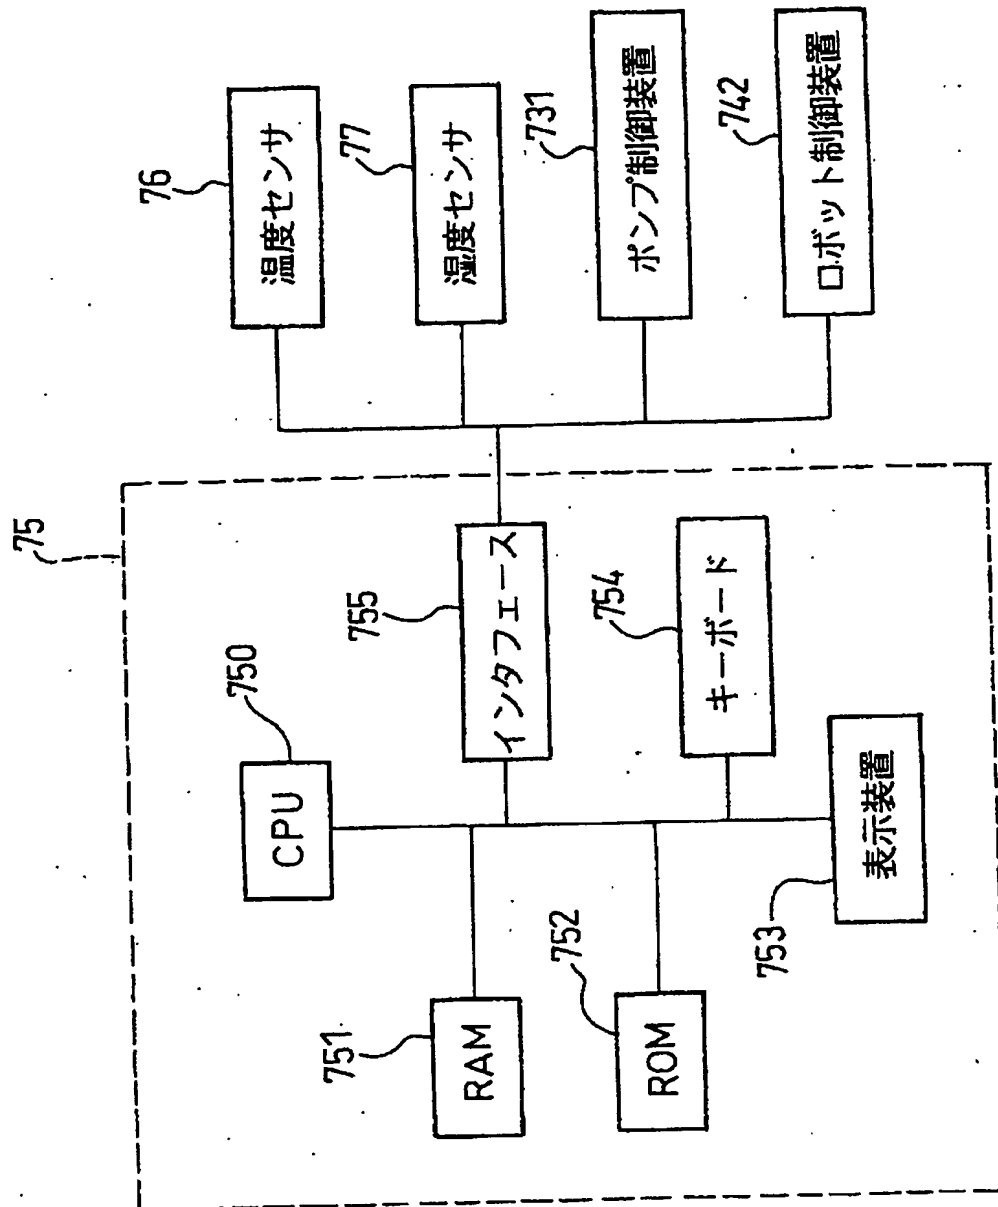 75
76
750
CPU
温度センサ
751
755
77
RAM
インタフェース
湿度センサ
752
754
731
ROM
キーボード
ポンプ制御装置
753
742
表示装置
ロボット制御装置